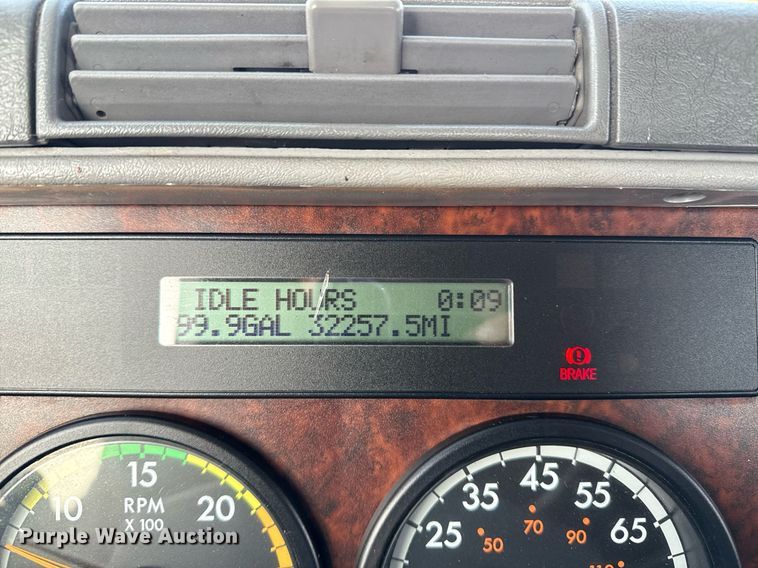 IDLE HOURS 0:09
99.9GAL 32257.5MI
BRAKE
10 15 20
RPM
X 100
25 35 45 55 65
50 70 90 110
Purple Wave Auction